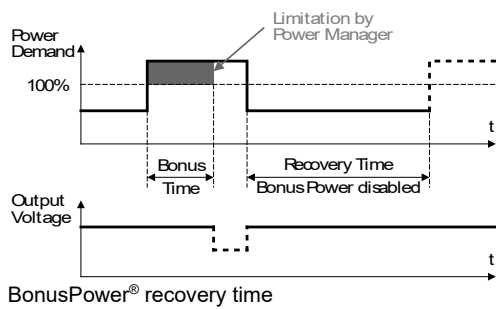 Limitation by
Power Manager
Power
Demand
100%
t
Bonus
Time
Recovery Time
Bonus Power disabled
Output
Voltage
t
BonusPower® recovery time